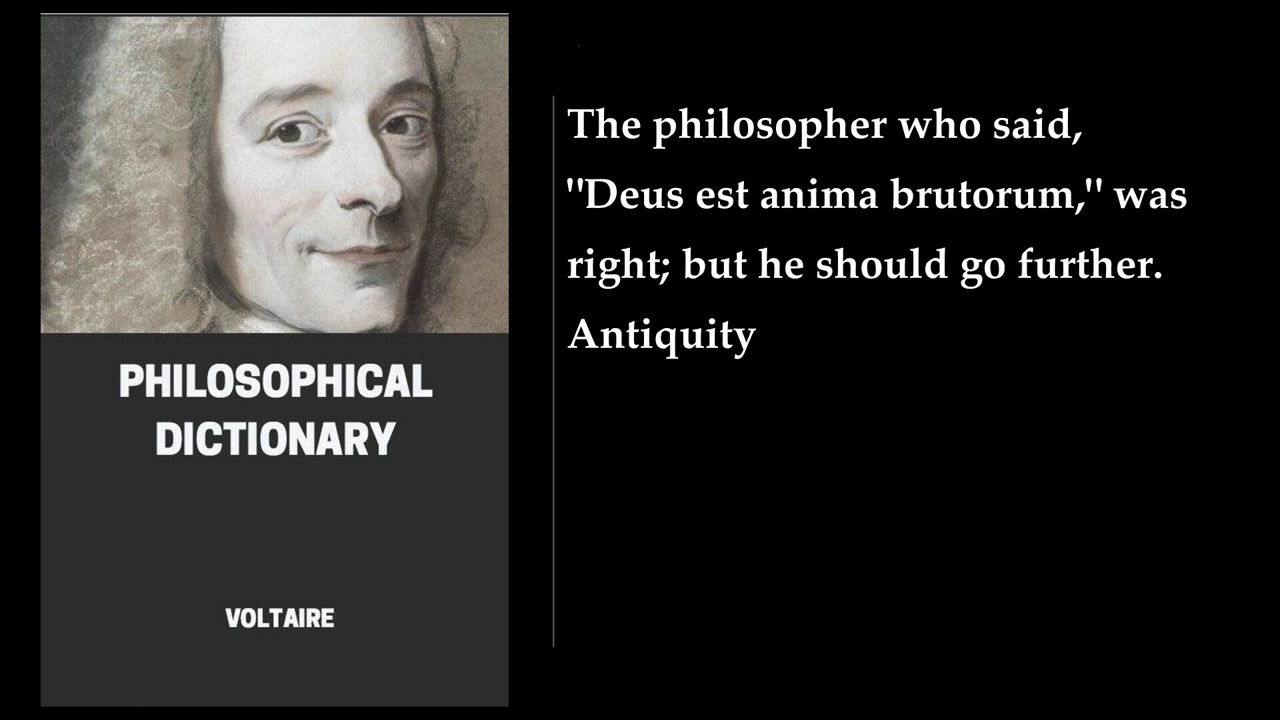 PHILOSOPHICAL
DICTIONARY
VOLTAIRE
The philosopher who said,
"Deus est anima brutorum," was
right; but he should go further.
Antiquity